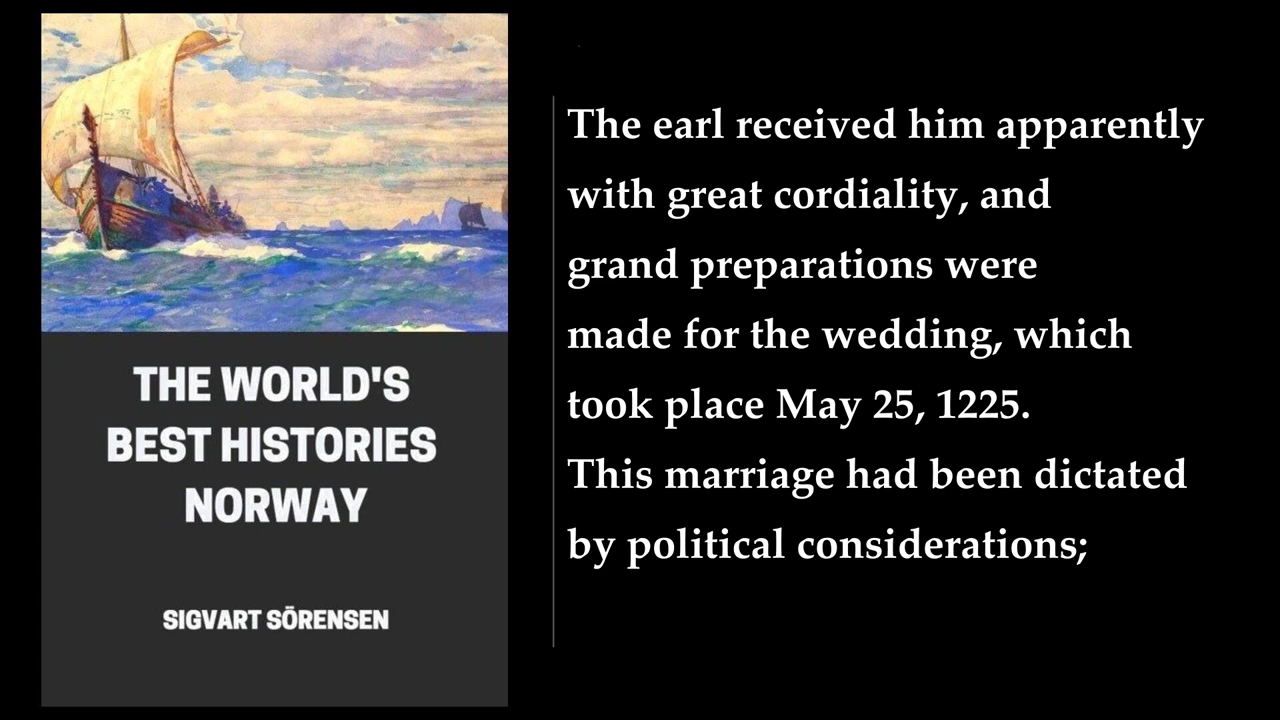 THE WORLD'S
BEST HISTORIES
NORWAY
SIGVART SÖRENSEN
The earl received him apparently
with great cordiality, and
grand preparations were
made for the wedding, which
took place May 25, 1225.
This marriage had been dictated
by political considerations;